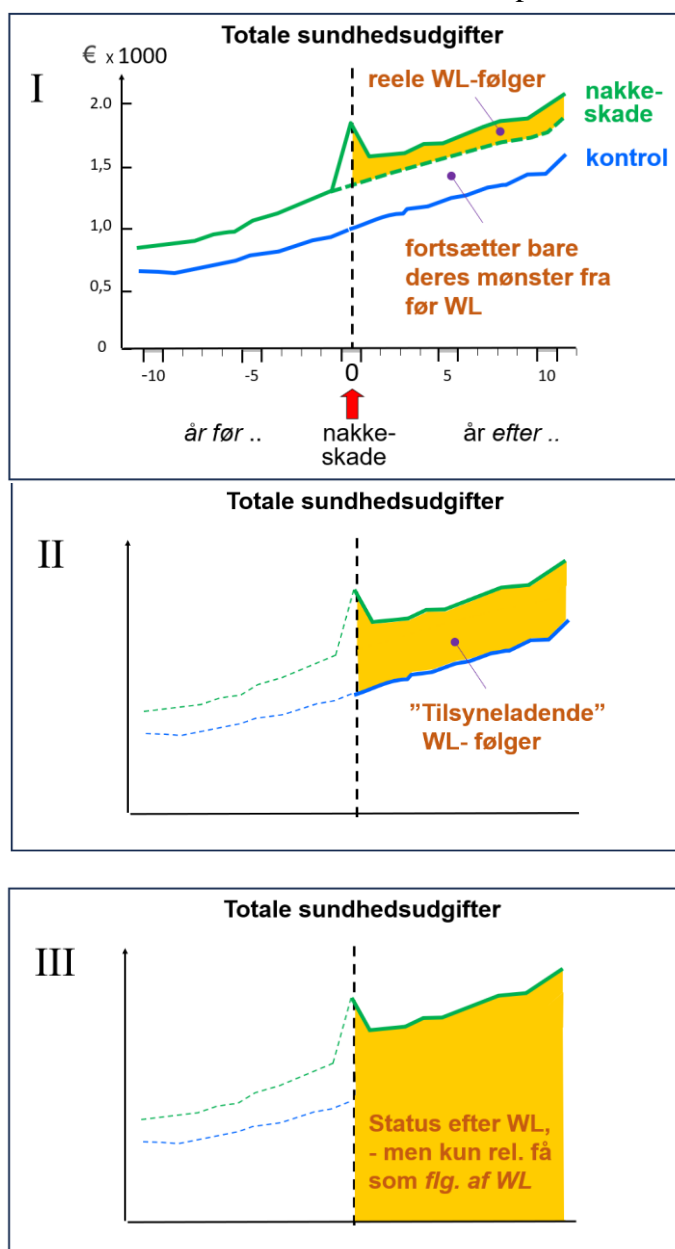 Totale sundhedsudgifter
€ x 1000
I
reele WL-følger
nakke-
skade
2.0
1,5
kontrol
1,0
fortsætter bare
deres mønster fra
før WL
0,5
0
-10
-5
0
5
10
år før ..
nakke-
skade
år efter ..
Totale sundhedsudgifter
II
”Tilsyneladende”
WL- følger
Totale sundhedsudgifter
III
Status efter WL,
- men kun rel. få
som flg. af WL